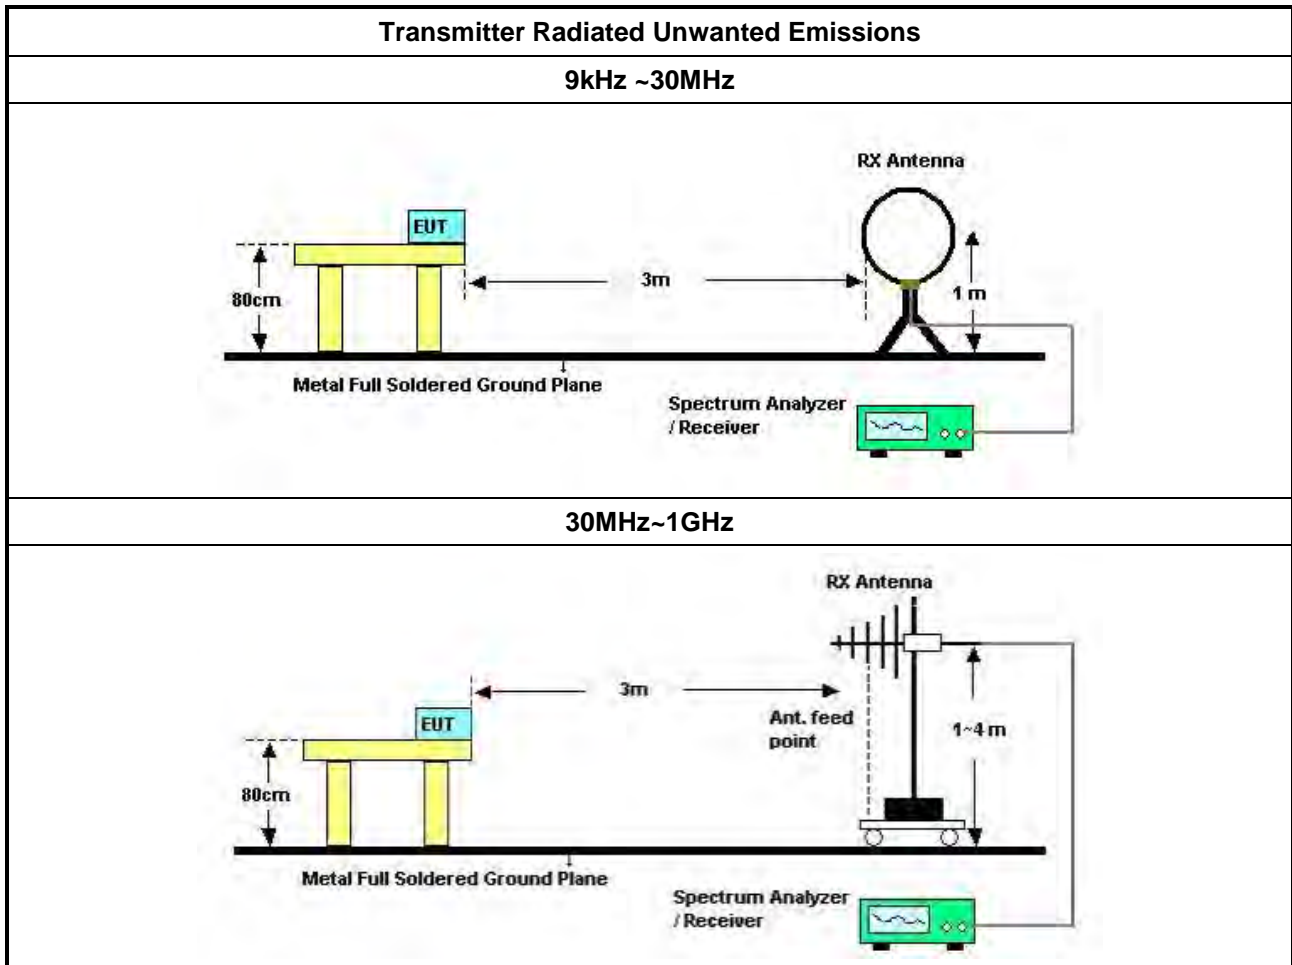 Transmitter Radiated Unwanted Emissions
9kHz ~30MHz
RX Antenna
EUT
3m
80cm
1 m
Metal Full Soldered Ground Plane
Spectrum Analyzer
/ Receiver
30MHz~1GHz
RX Antenna
3m
EUT
Ant. feed
point
1~4 m
80cm
Metal Full Soldered Ground Plane
Spectrum Analyzer
/ Receiver